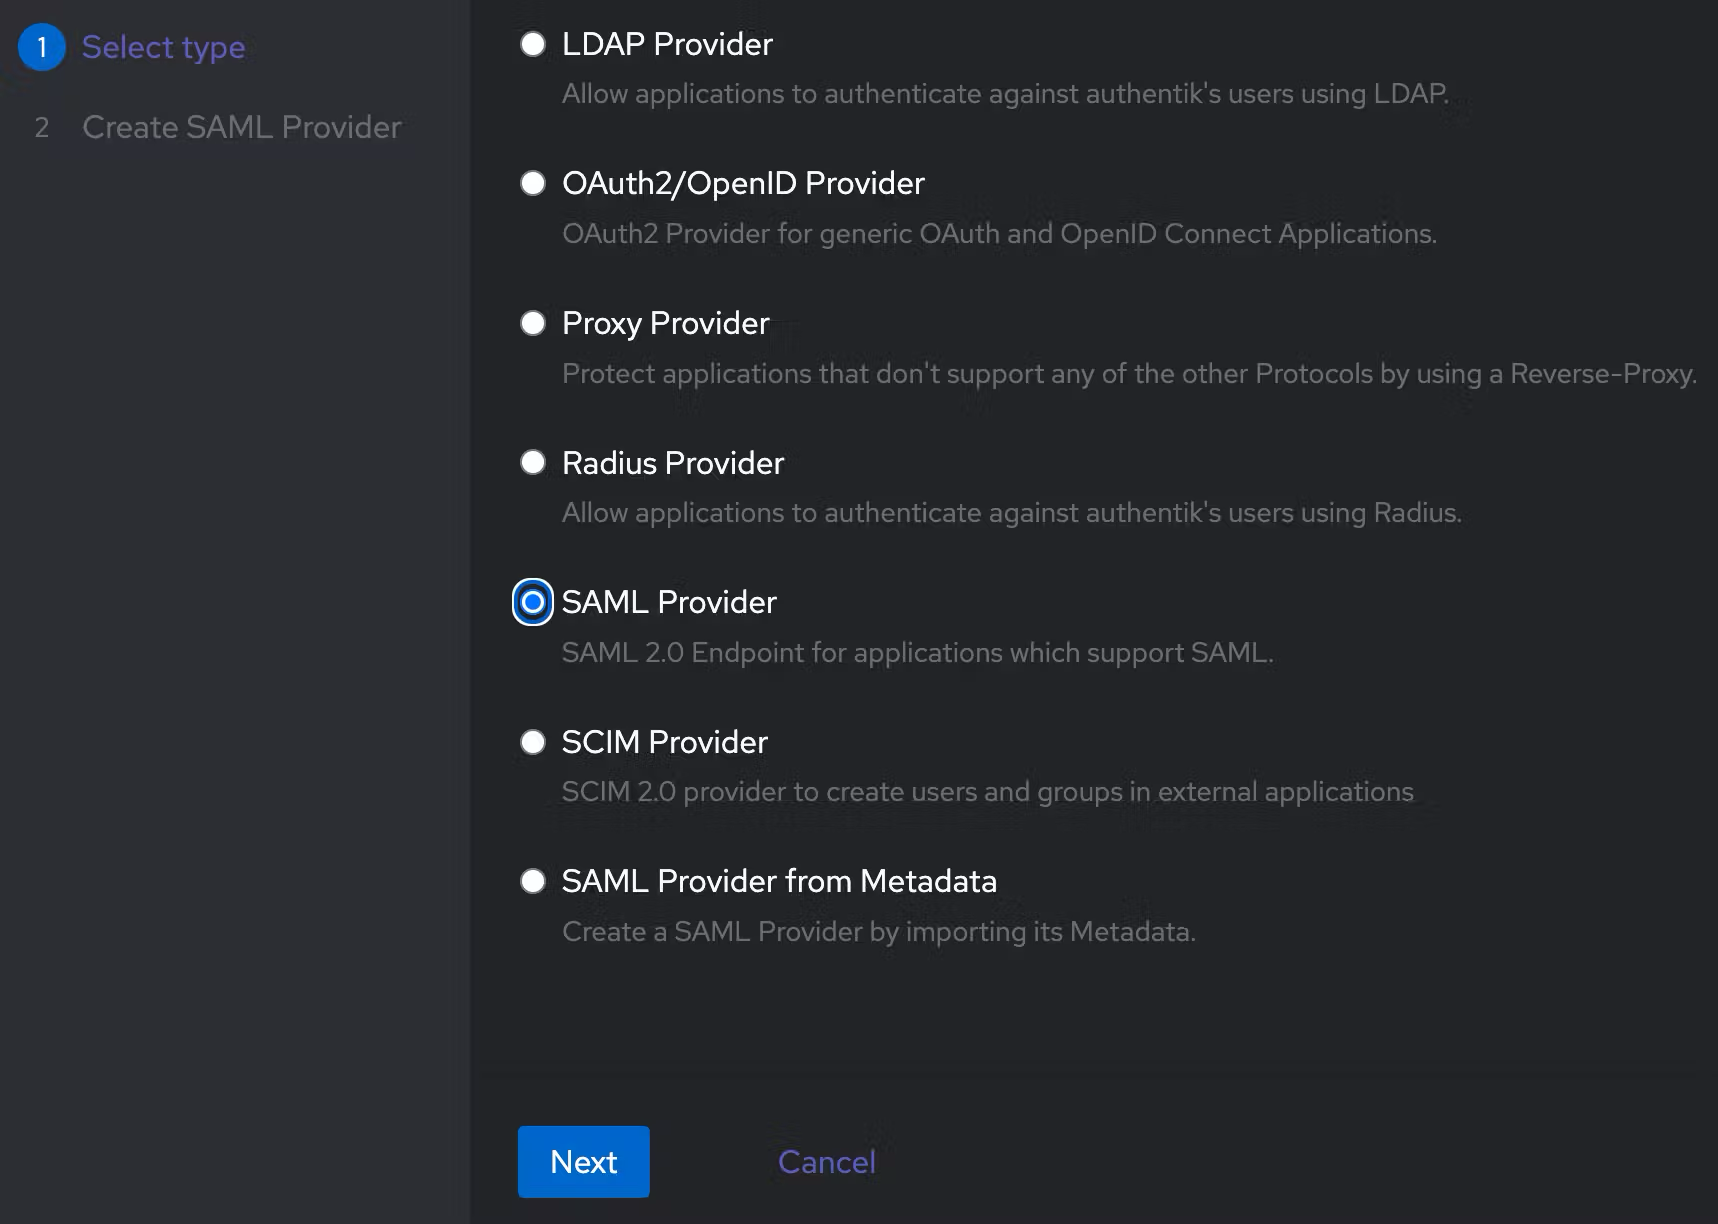 1 Select type
2 Create SAML Provider
LDAP Provider
Allow applications to authenticate against authentik's users using LDAP.
OAuth2/OpenID Provider
OAuth2 Provider for generic OAuth and OpenID Connect Applications.
Proxy Provider
Protect applications that don't support any of the other Protocols by using a Reverse-Proxy.
Radius Provider
Allow applications to authenticate against authentik's users using Radius.
SAML Provider
SAML 2.0 Endpoint for applications which support SAML.
SCIM Provider
SCIM 2.0 provider to create users and groups in external applications
SAML Provider from Metadata
Create a SAML Provider by importing its Metadata.
Next
Cancel